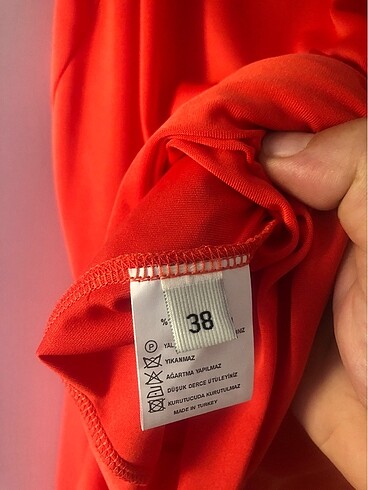 38
%
YIKANMAZ
AĞARTMA YAPILMAZ
DÜŞÜK DERCE ÜTÜLEYİNİZ
KURUTUCUDA KURUTULMAZ
MADE IN TURKEY